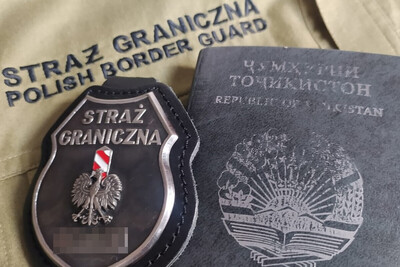 STRAŻ GRANICZNA
POLISH BORDER GUARD
STRAŻ
GRANICZNA
ҶУМҲУРИИ
ТОҶИКИСТОН
REPUBLIC OF TAJIKISTAN